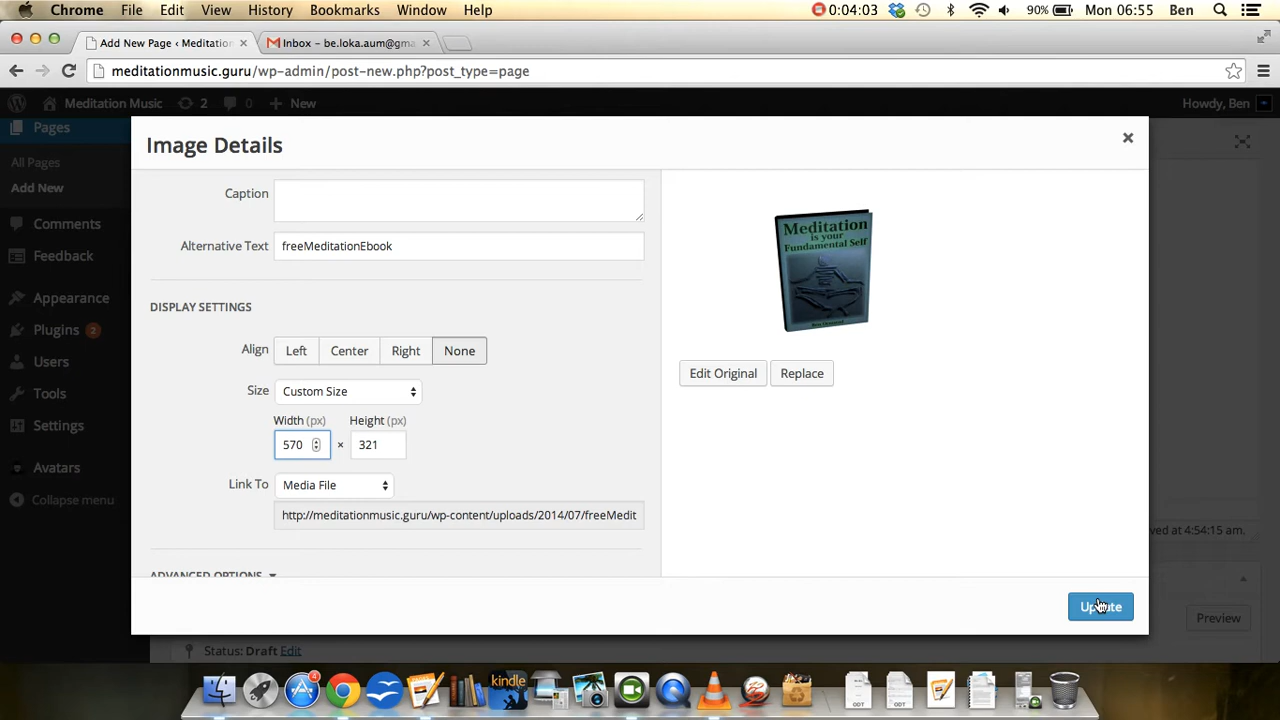 Chrome File Edit View History Bookmarks Window Help 0:04:03 90% Mon 06:55 Ben
Add New Page ‹ Meditation Inbox - be.loka.aum@gma
meditationmusic.guru/wp-admin/post-new.php?post_type=page
Meditation Music 2 0 New Howdy, Ben
Pages
All Pages
Add New
Comments
Feedback
Appearance
Plugins 2
Users
Tools
Settings
Avatars
Collapse menu
Image Details
Caption
Alternative Text freeMeditationEbook
DISPLAY SETTINGS
Align Left Center Right None
Size Custom Size
Width (px) Height (px)
570 × 321
Link To Media File
http://meditationmusic.guru/wp-content/uploads/2014/07/freeMedit
ADVANCED OPTIONS
Meditation
is your
Fundamental Self
Edit Original Replace
Update
ved at 4:54:15 am.
Preview
Status: Draft Edit
4
kindle
ODT ODT